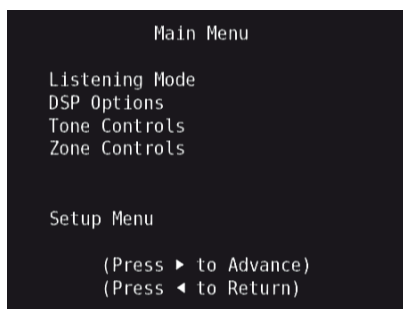 Main Menu
Listening Mode
DSP Options
Tone Controls
Zone Controls
Setup Menu
(Press ▶ to Advance)
(Press ◀ to Return)